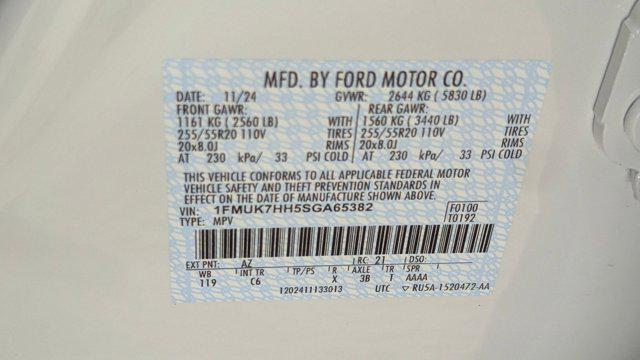 MFD. BY FORD MOTOR CO.
DATE: 11/24 GVWR: 2644 KG ( 5830 LB)
FRONT GAWR: REAR GAWR:
1161 KG ( 2560 LB) WITH 1560 KG ( 3440 LB) WITH
255/55R20 110V TIRES 255/55R20 110V TIRES
20x8.0J RIMS 20x8.0J RIMS
AT 230 kPa/ 33 PSI COLD AT 230 kPa/ 33 PSI COLD
THIS VEHICLE CONFORMS TO ALL APPLICABLE FEDERAL MOTOR
VEHICLE SAFETY AND THEFT PREVENTION STANDARDS IN
EFFECT ON THE DATE OF MANUFACTURE SHOWN ABOVE.
VIN: 1FMUK7HH5SGA65382 F0100
TYPE: MPV T0192
EXT PNT: AZ RC: 21 DSO:
WB INT TR TP/PS R AXLE TR SPR
119 C6 X 3B T AAAA
1202411133013 UTC RU5A-1520472-AA